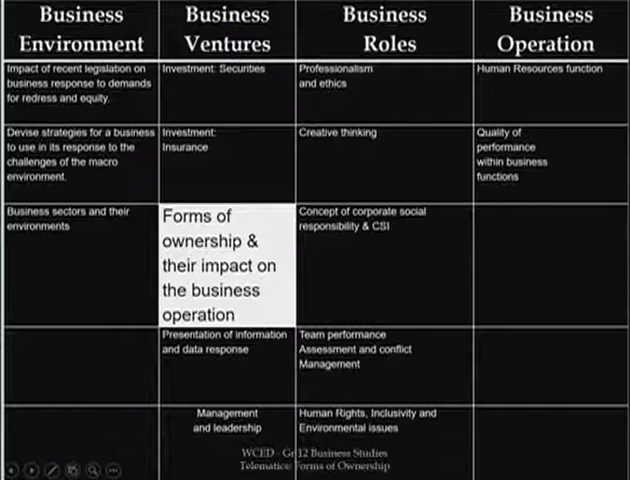 Business Environment
Business Ventures
Business Roles
Business Operation
Impact of recent legislation on
business response to demands
for redress and equity.
Investment: Securities
Professionalism
and ethics
Human Resources function
Devise strategies for a business
to use in its response to the
challenges of the macro
environment.
Investment:
Insurance
Creative thinking
Quality of
performance
within business
functions
Business sectors and their
environments
Forms of
ownership &
their impact on
the business
operation
Concept of corporate social
responsibility & CSI
Presentation of information
and data response
Team performance
Assessment and conflict
Management
Management
and leadership
Human Rights, Inclusivity and
Environmental issues
WCED - Gr 12 Business Studies
Telematics: Forms of Ownership